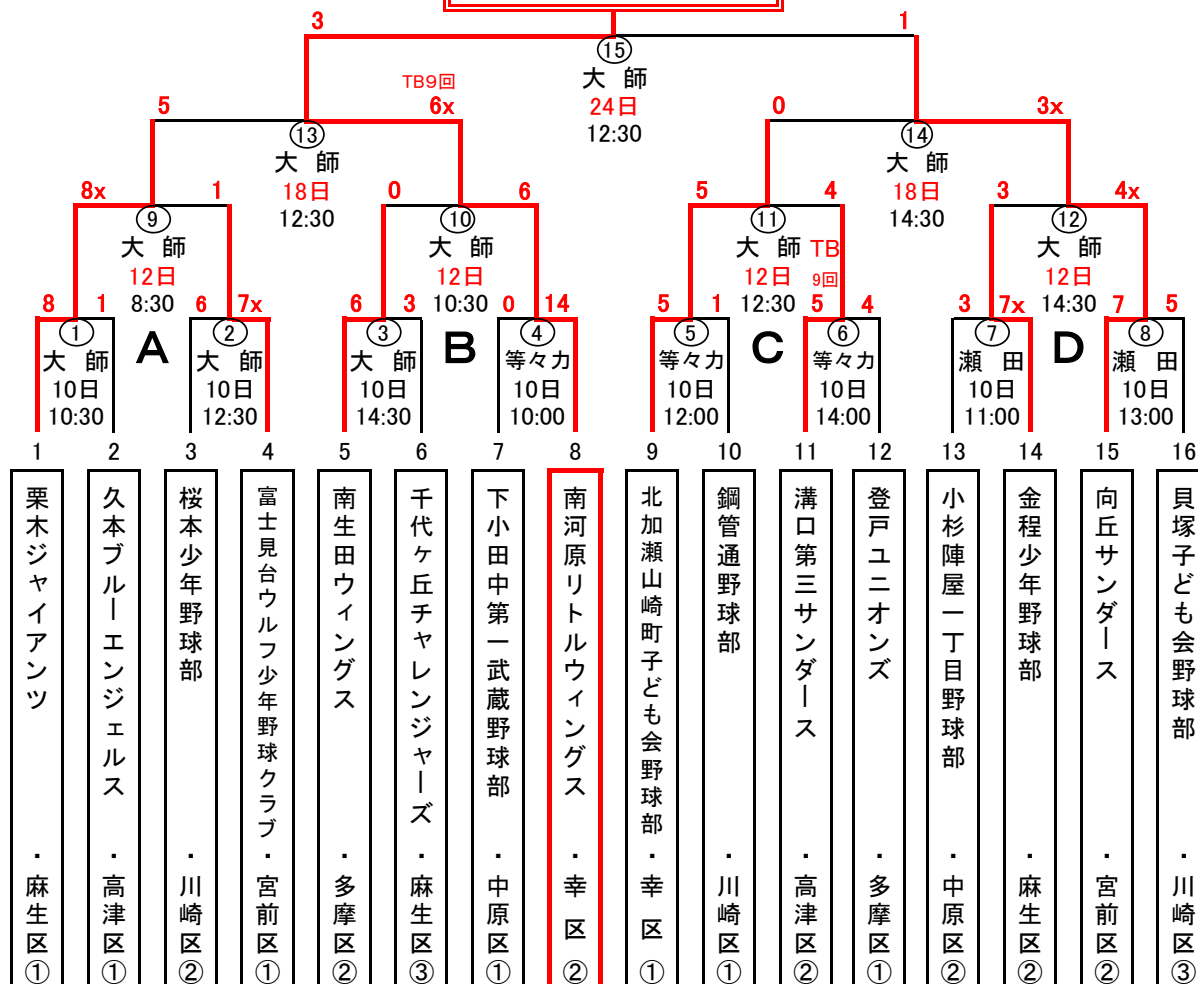 3 1
⑮
大 師
24日
12:30
TB9回
5 6x 0 3x
⑬ ⑭
大 師 大 師
18日 18日
12:30 14:30
8x 1 0 6 5 4 3 4x
⑨ ⑩ ⑪ ⑫
大 師 大 師 大 師 TB 大 師
12日 12日 12日 9回 12日
8:30 10:30 12:30 14:30
8 1 6 7x 6 3 0 14 5 1 5 4 3 7x 7 5
① ② ③ ④ ⑤ ⑥ ⑦ ⑧
A B C D
大 師 大 師 大 師 等々力 等々力 等々力 瀬 田 瀬 田
10日 10日 10日 10日 10日 10日 10日 10日
10:30 12:30 14:30 10:00 12:00 14:00 11:00 13:00
1 2 3 4 5 6 7 8 9 10 11 12 13 14 15 16
栗木ジャイアンツ ・麻生区①
久本ブルーエンジェルス ・高津区①
桜本少年野球部 ・川崎区②
富士見台ウルフ少年野球クラブ ・宮前区①
南生田ウィングス ・多摩区②
千代ヶ丘チャレンジャーズ ・麻生区③
下小田中第一武蔵野球部 ・中原区①
南河原リトルウィングス ・幸 区②
北加瀬山崎町子ども会野球部 ・幸 区①
鋼管通野球部 ・川崎区①
溝口第三サンダース ・高津区②
登戸ユニオンズ ・多摩区①
小杉陣屋一丁目野球部 ・中原区②
金程少年野球部 ・麻生区②
向丘サンダース ・宮前区②
貝塚子ども会野球部 ・川崎区③